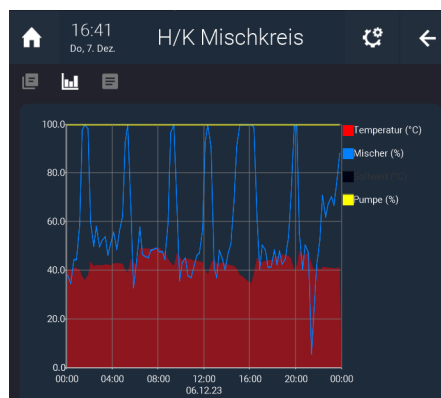 16:41
Do, 7. Dez.
H/K Mischkreis
100.0
80.0
60.0
40.0
20.0
0.0
00:00 04:00 08:00 12:00 16:00 20:00 00:00
06.12.23
Temperatur (°C)
Mischer (%)
Pumpe (%)